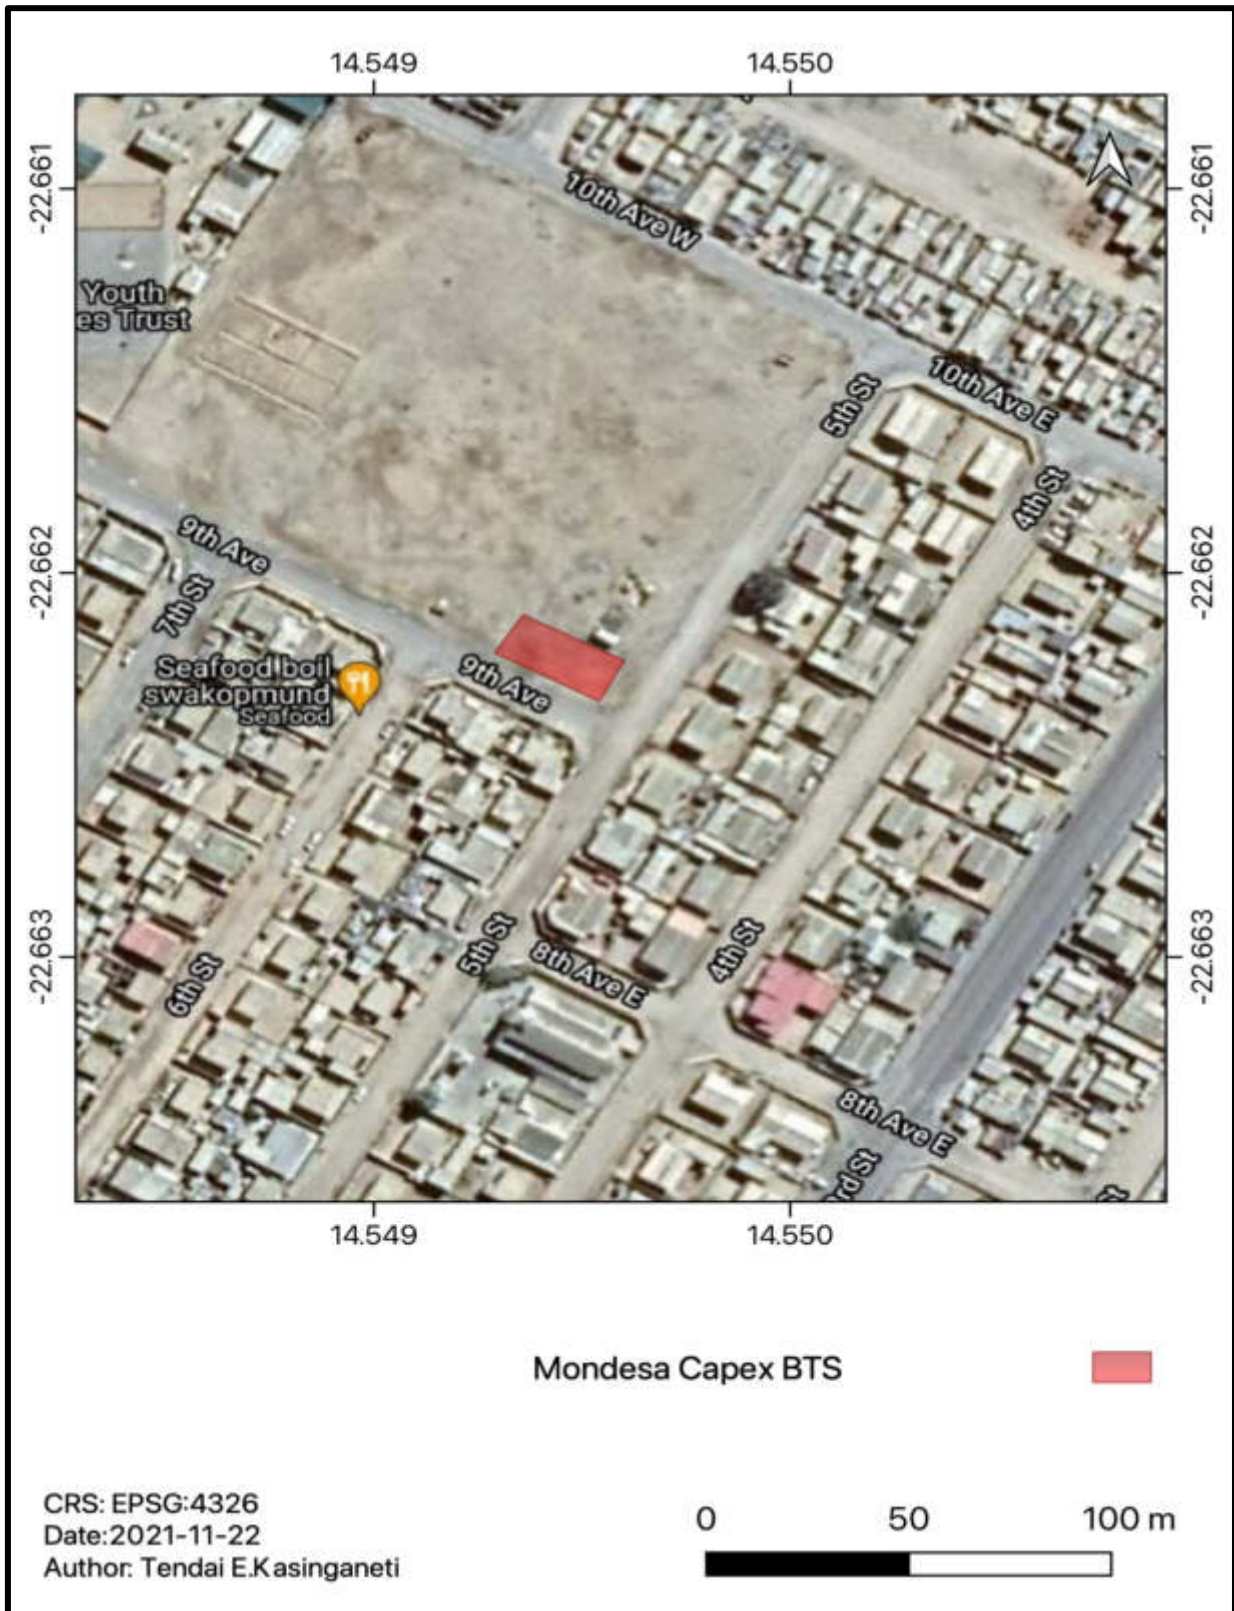 14.549
14.550
-22.661
-22.661
10th Ave W
Youth
es Trust
10th Ave E
5th St
4th St
-22.662
-22.662
9th Ave
7th St
Seafood boil
swakopmund
Seafood
9th Ave
-22.663
-22.663
5th St
8th Ave E
4th St
6th St
8th Ave E
rd St
14.549
14.550
Mondesa Capex BTS
CRS: EPSG:4326
Date:2021-11-22
Author: Tendai E.Kasinganeti
0
50
100 m